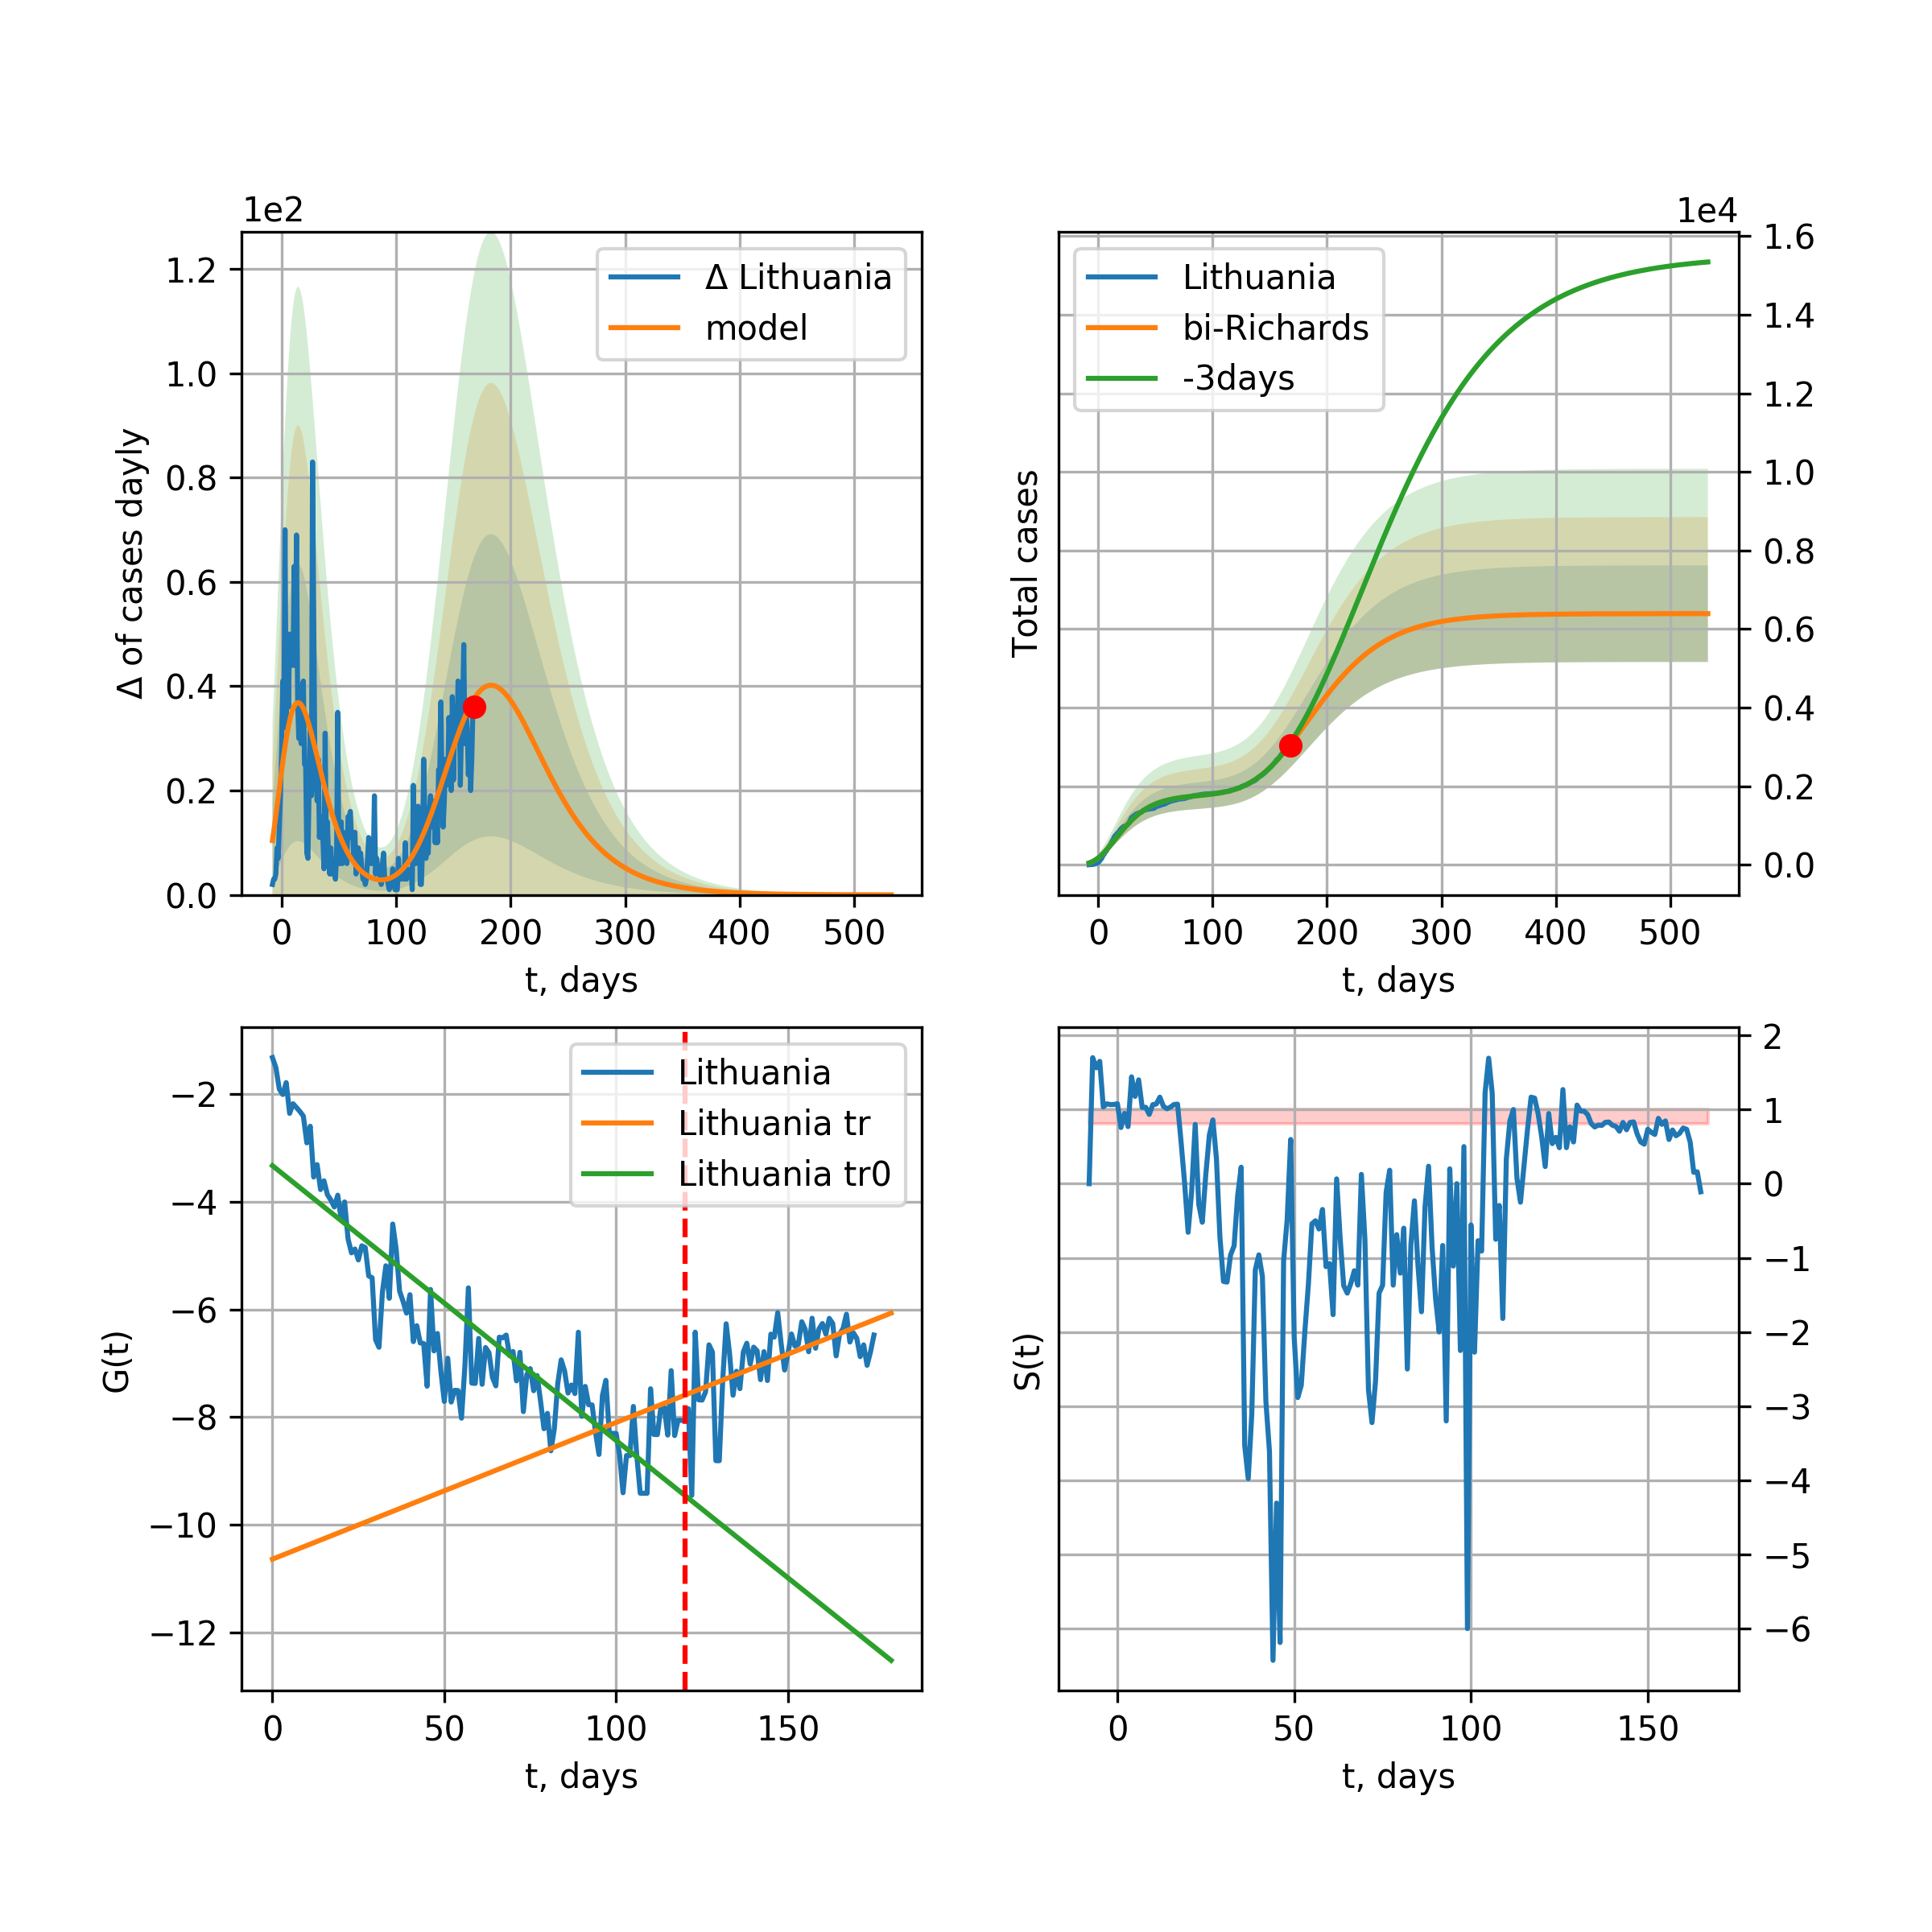 1e2
Δ of cases dayly
1.2
1.0
0.8
0.6
0.4
0.2
0.0
Δ Lithuania
model
0 100 200 300 400 500
t, days
1e4
Total cases
Lithuania
bi-Richards
-3days
1.6
1.4
1.2
1.0
0.8
0.6
0.4
0.2
0.0
0 100 200 300 400 500
t, days
G(t)
−2
−4
−6
−8
−10
−12
Lithuania
Lithuania tr
Lithuania tr0
0 50 100 150
t, days
S(t)
2
1
0
−1
−2
−3
−4
−5
−6
0 50 100 150
t, days